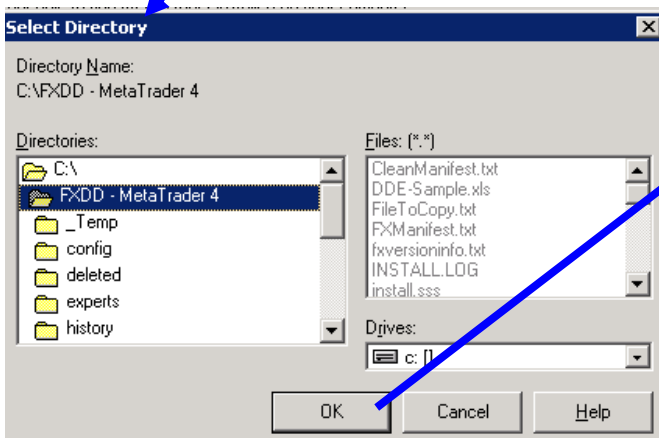 Select Directory
Directory Name:
C:\FXDD - MetaTrader 4
Directories:
C:\
FXDD - MetaTrader 4
_Temp
config
deleted
experts
history
Files: (*.*)
CleanManifest.txt
DDE-Sample.xls
FileToCopy.txt
FXManifest.txt
fxversioninfo.txt
INSTALL.LOG
install.sss
Drives:
c: []
OK
Cancel
Help